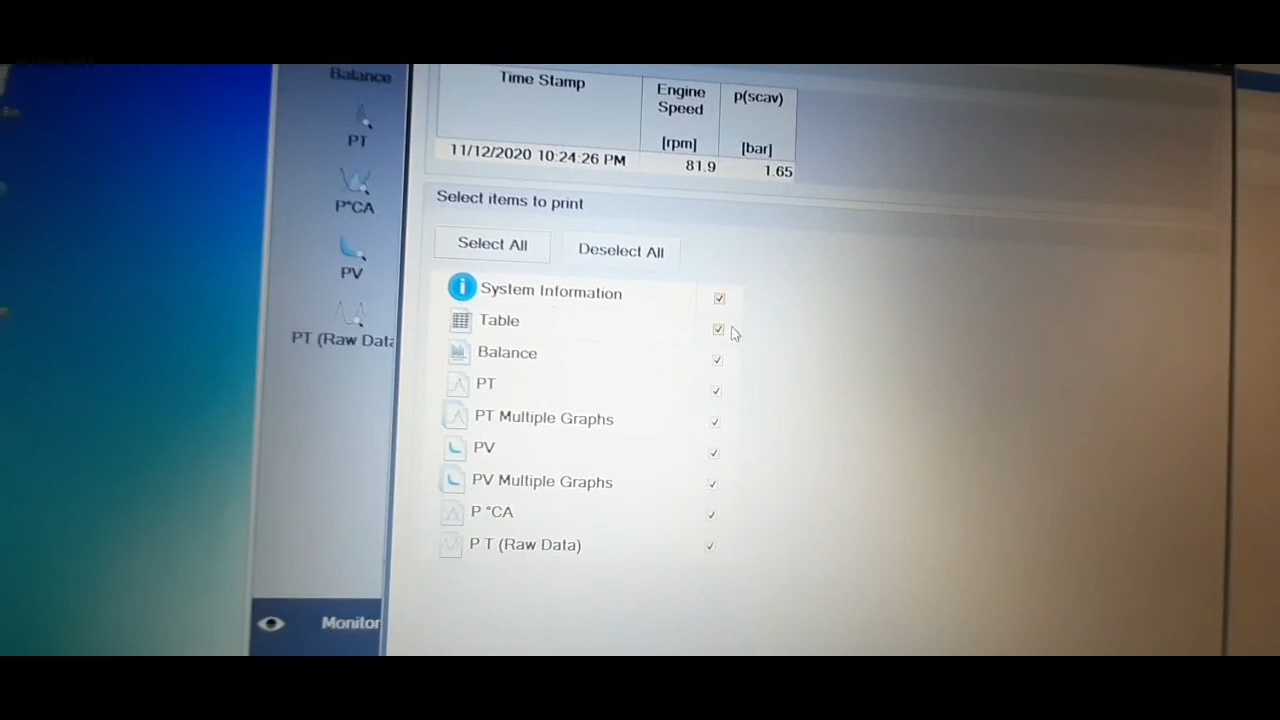 Balance
PT
P°CA
PV
PT (Raw Data
Monitor
Time Stamp
Engine Speed
[rpm]
p(scav)
[bar]
11/12/2020 10:24:26 PM 81.9 1.65
Select items to print
Select All Deselect All
System Information
Table
Balance
PT
PT Multiple Graphs
PV
PV Multiple Graphs
P °CA
P T (Raw Data)